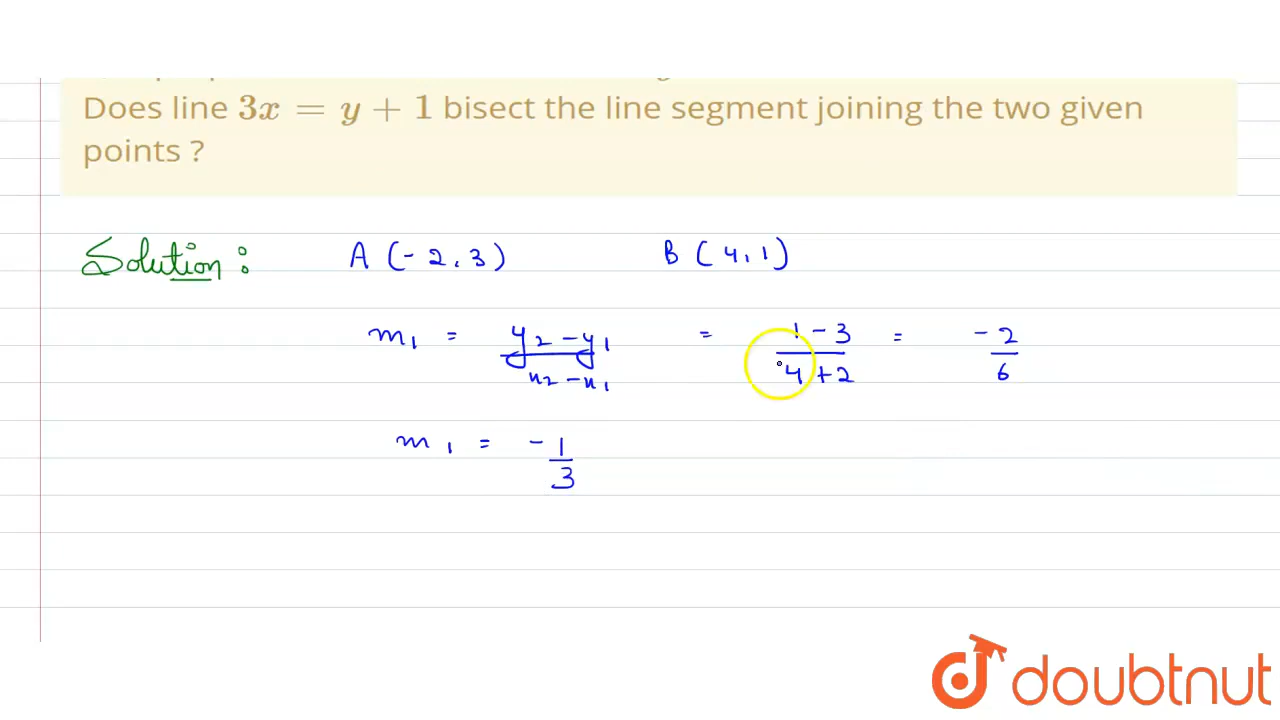 Does line 3x = y + 1 bisect the line segment joining the two given
points ?
Solution : A (- 2, 3) B (4, 1)
m₁ = y₂ - y₁ / x₂ - x₁ = 1 - 3 / 4 + 2 = - 2 / 6
m₁ = - 1 / 3
doubtnut